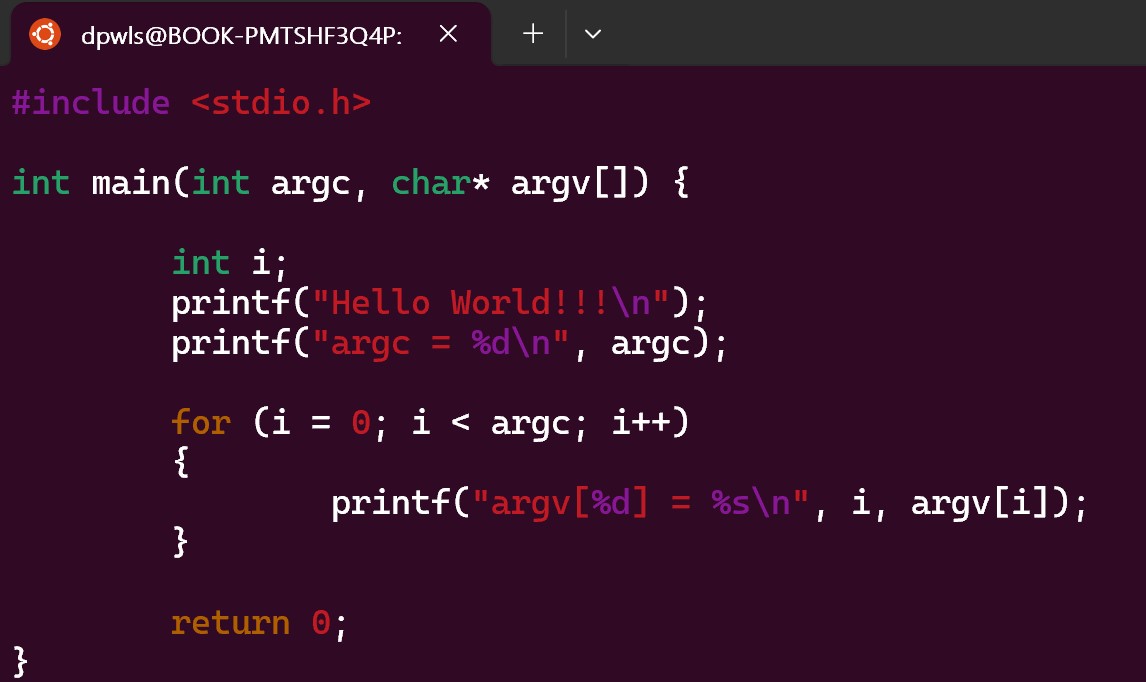 dpwls@BOOK-PMTSHF3Q4P:
#include <stdio.h>
int main(int argc, char* argv[]) {
int i;
printf("Hello World!!!\n");
printf("argc = %d\n", argc);
for (i = 0; i < argc; i++)
{
printf("argv[%d] = %s\n", i, argv[i]);
}
return 0;
}